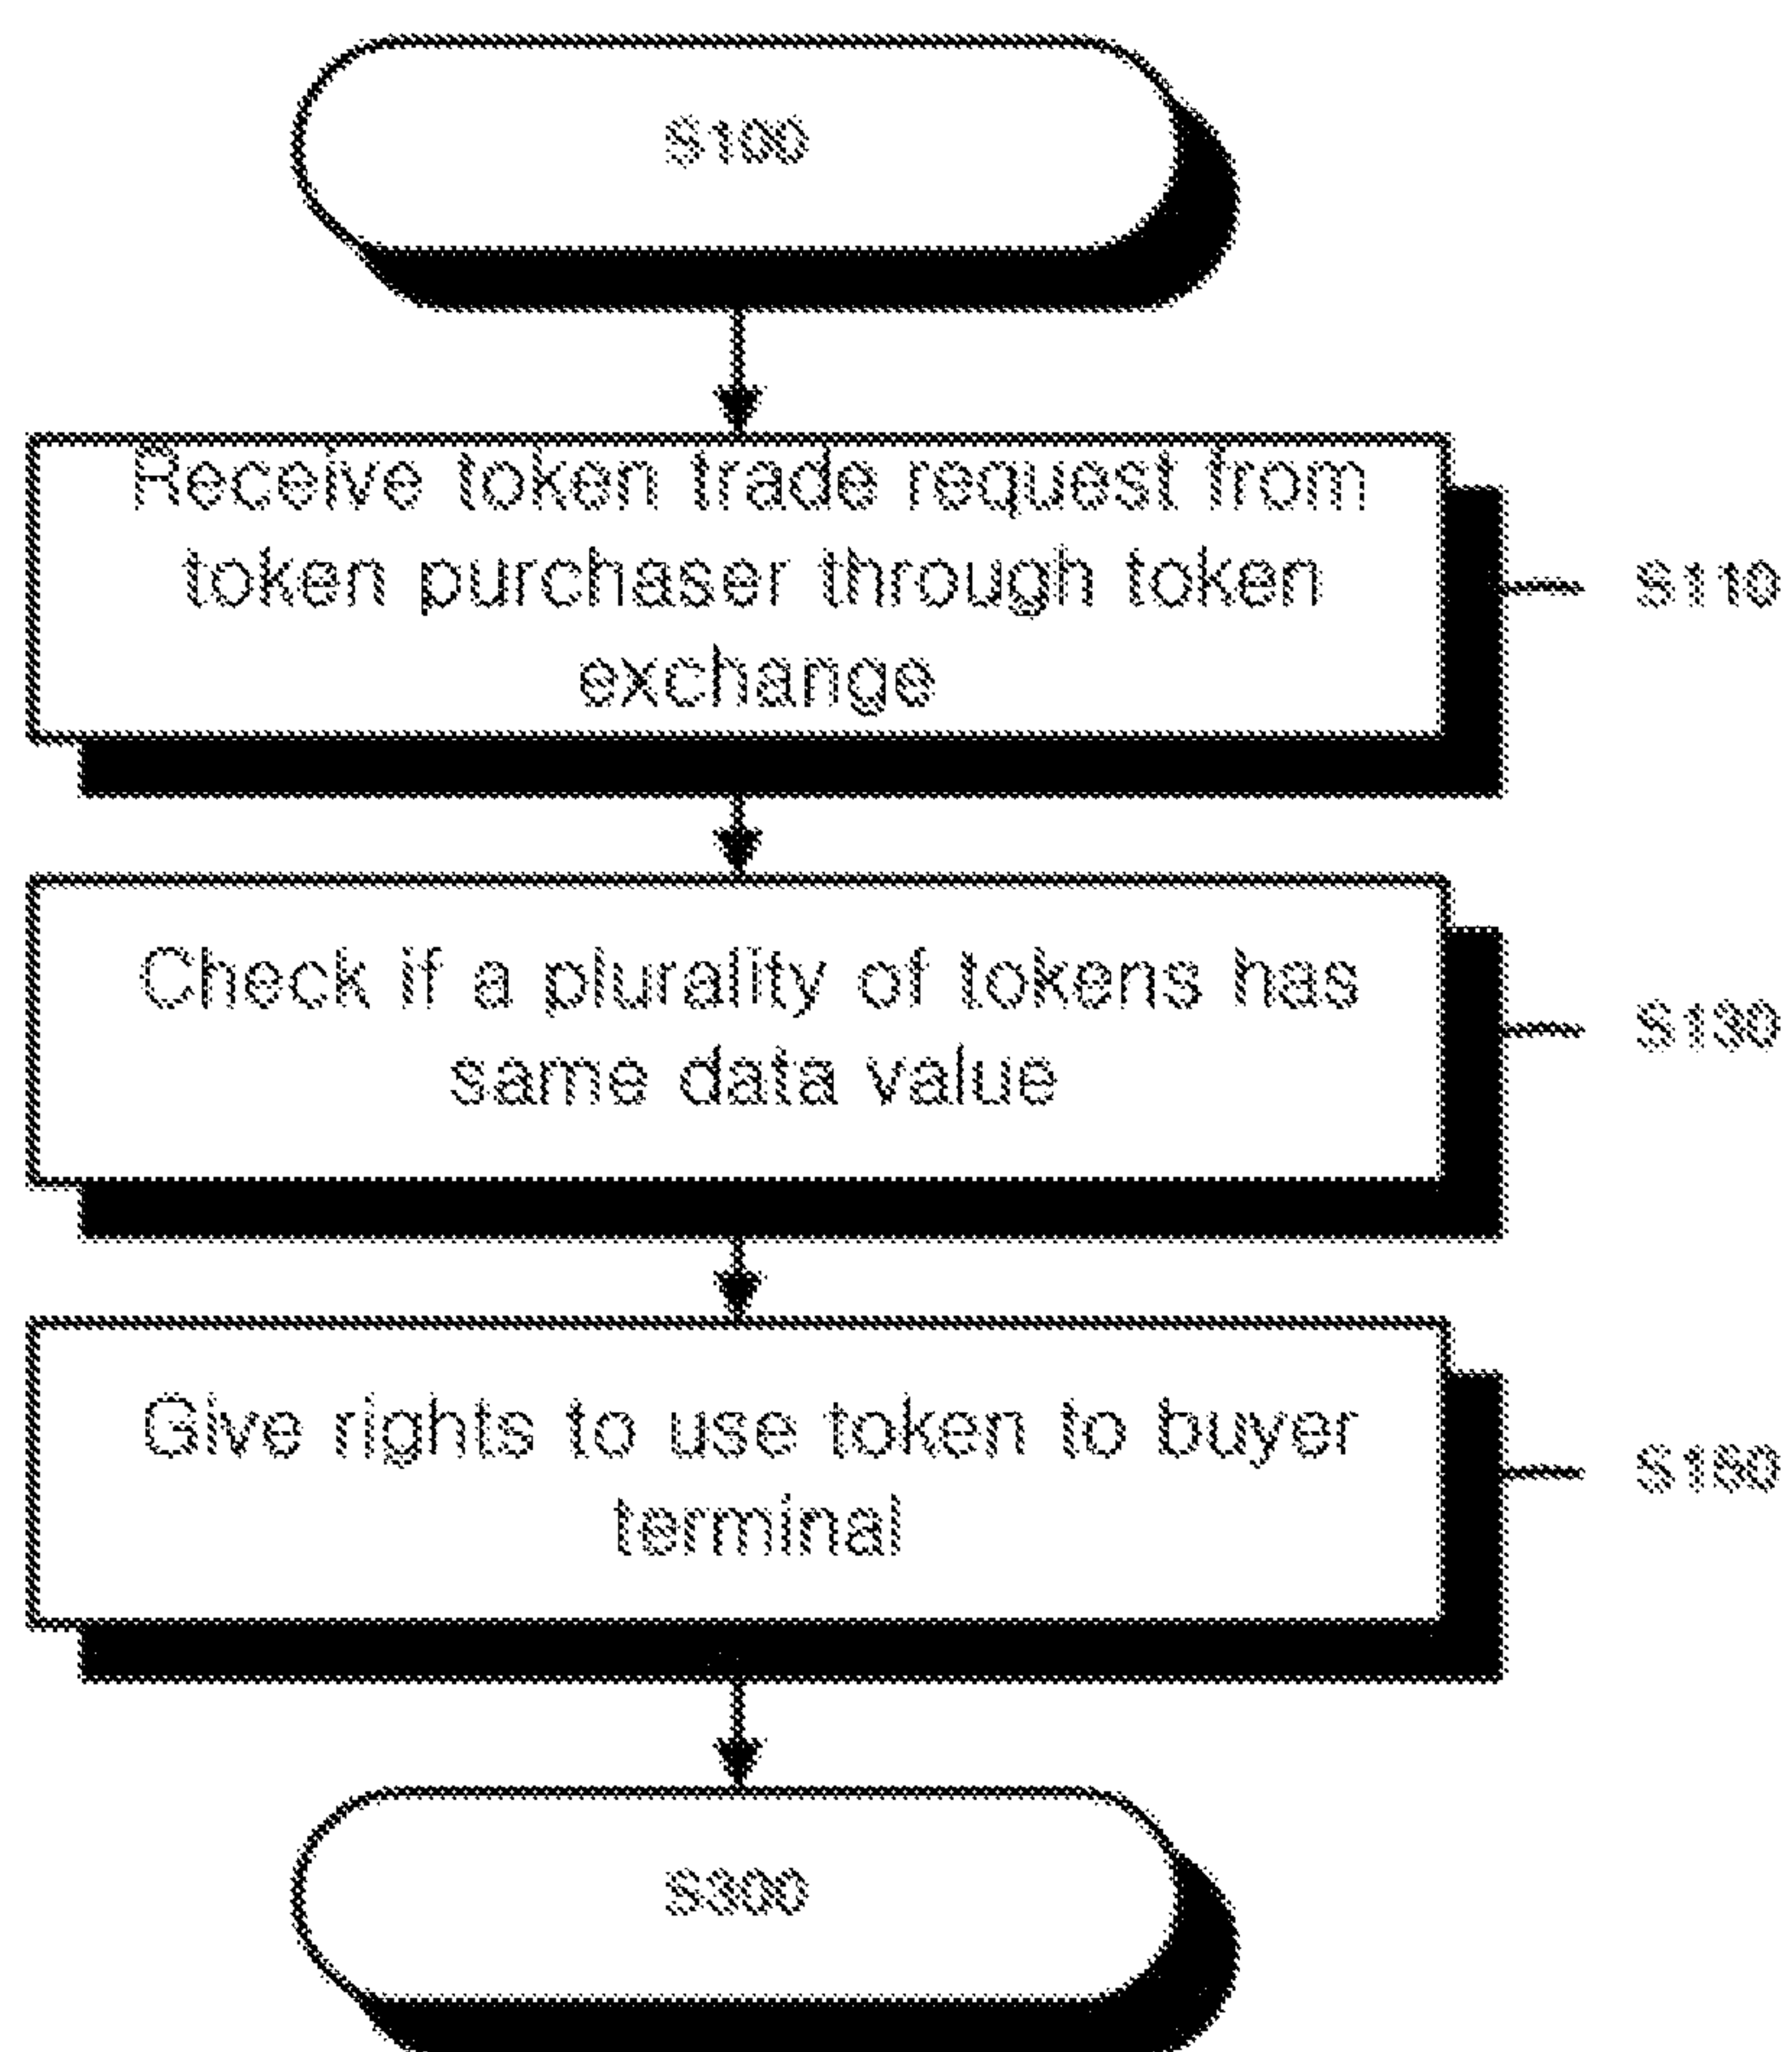 S100
Receive token trade request from
token purchaser through token
exchange
S110
Check if a plurality of tokens has
same data value
S130
Give rights to use token to buyer
terminal
S300